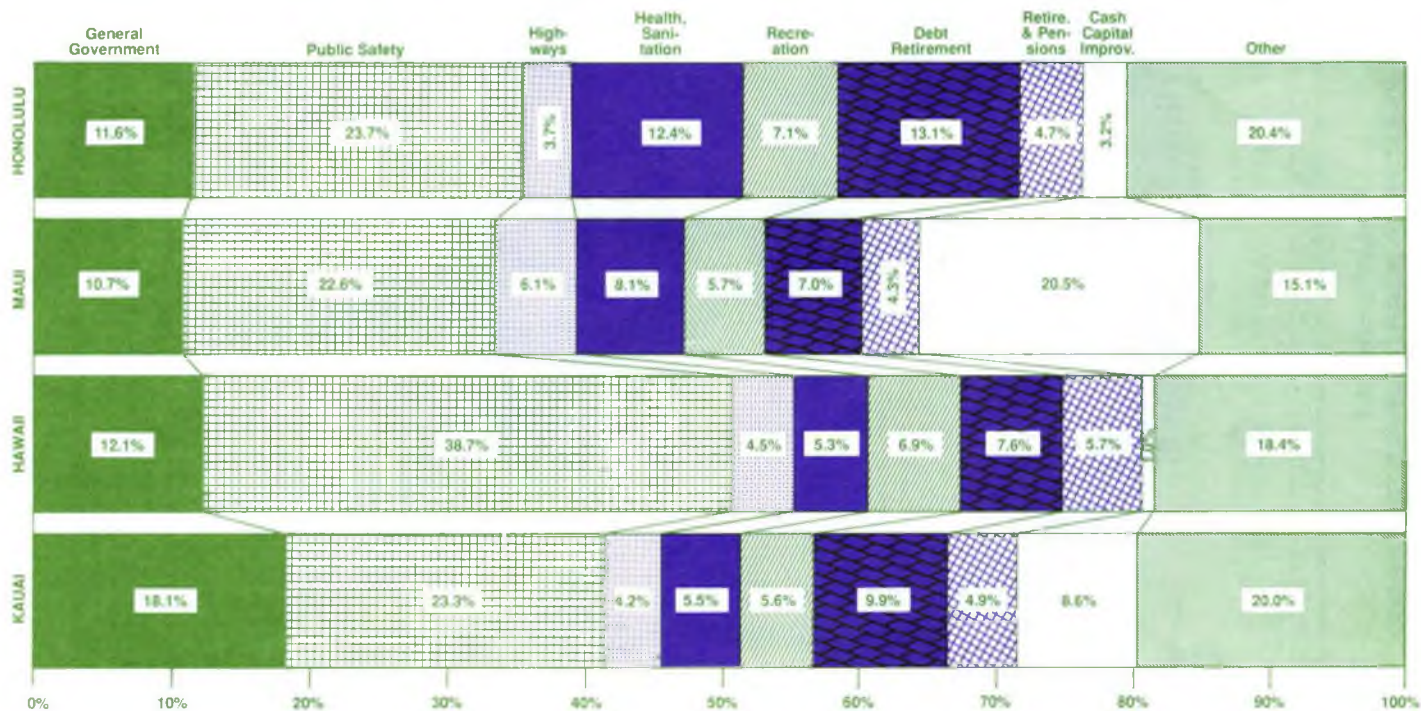 General
Government
Public Safety
High-
ways
Health,
Sani-
tation
Recre-
ation
Debt
Retirement
Retire.
& Pen-
sions
Cash
Capital
Improv.
Other
HONOLULU
11.6%
23.7%
3.7%
12.4%
7.1%
13.1%
4.7%
3.2%
20.4%
MAUI
10.7%
22.6%
6.1%
8.1%
5.7%
7.0%
4.3%
20.5%
15.1%
HAWAII
12.1%
38.7%
4.5%
5.3%
6.9%
7.6%
5.7%
18.4%
KAUAI
18.1%
23.3%
4.2%
5.5%
5.6%
9.9%
4.9%
8.6%
20.0%
0%
10%
20%
30%
40%
50%
60%
70%
80%
90%
100%